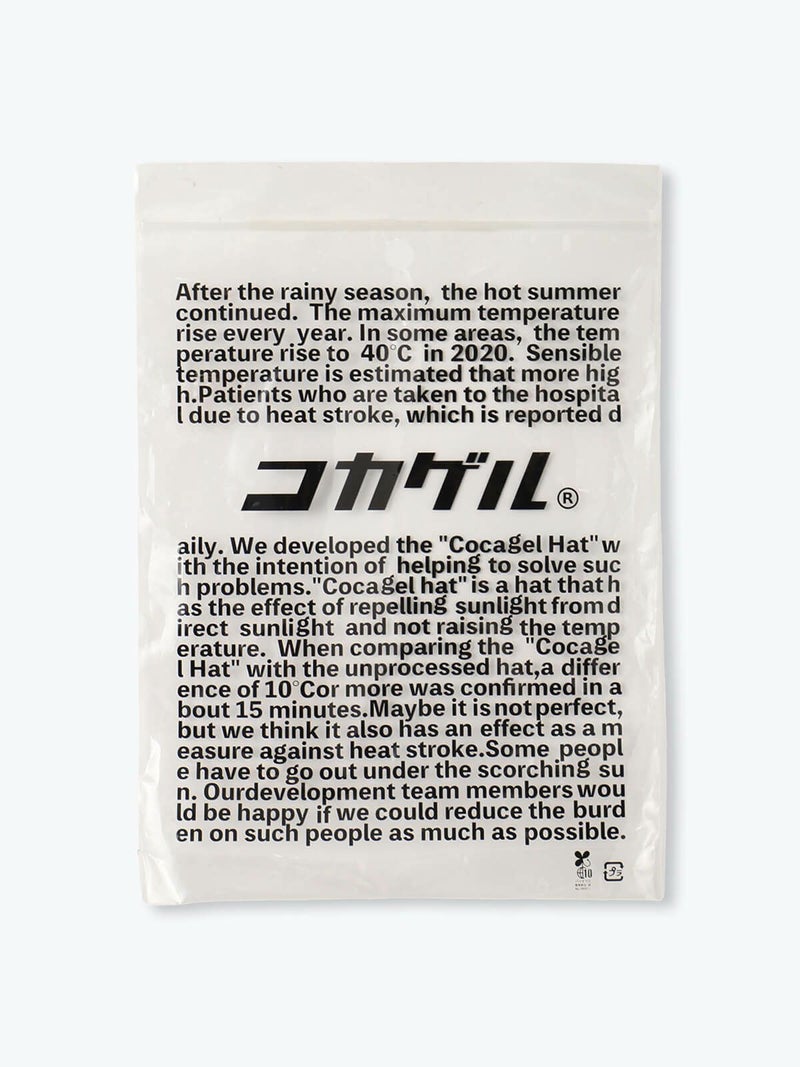 After the rainy season, the hot summer
continued. The maximum temperature
rise every year. In some areas, the tem
perature rise to 40°C in 2020. Sensible
temperature is estimated that more hig
h.Patients who are taken to the hospita
l due to heat stroke, which is reported d
コカゲル®
aily. We developed the "Cocagel Hat" w
ith the intention of helping to solve suc
h problems."Cocagel hat" is a hat that h
as the effect of repelling sunlight from d
irect sunlight and not raising the temp
erature. When comparing the "Cocage
l Hat" with the unprocessed hat,a differ
ence of 10°Cor more was confirmed in a
bout 15 minutes.Maybe it is not perfect,
but we think it also has an effect as a m
easure against heat stroke.Some peopl
e have to go out under the scorching su
n. Ourdevelopment team members wou
ld be happy if we could reduce the burd
en on such people as much as possible.
10
プラ